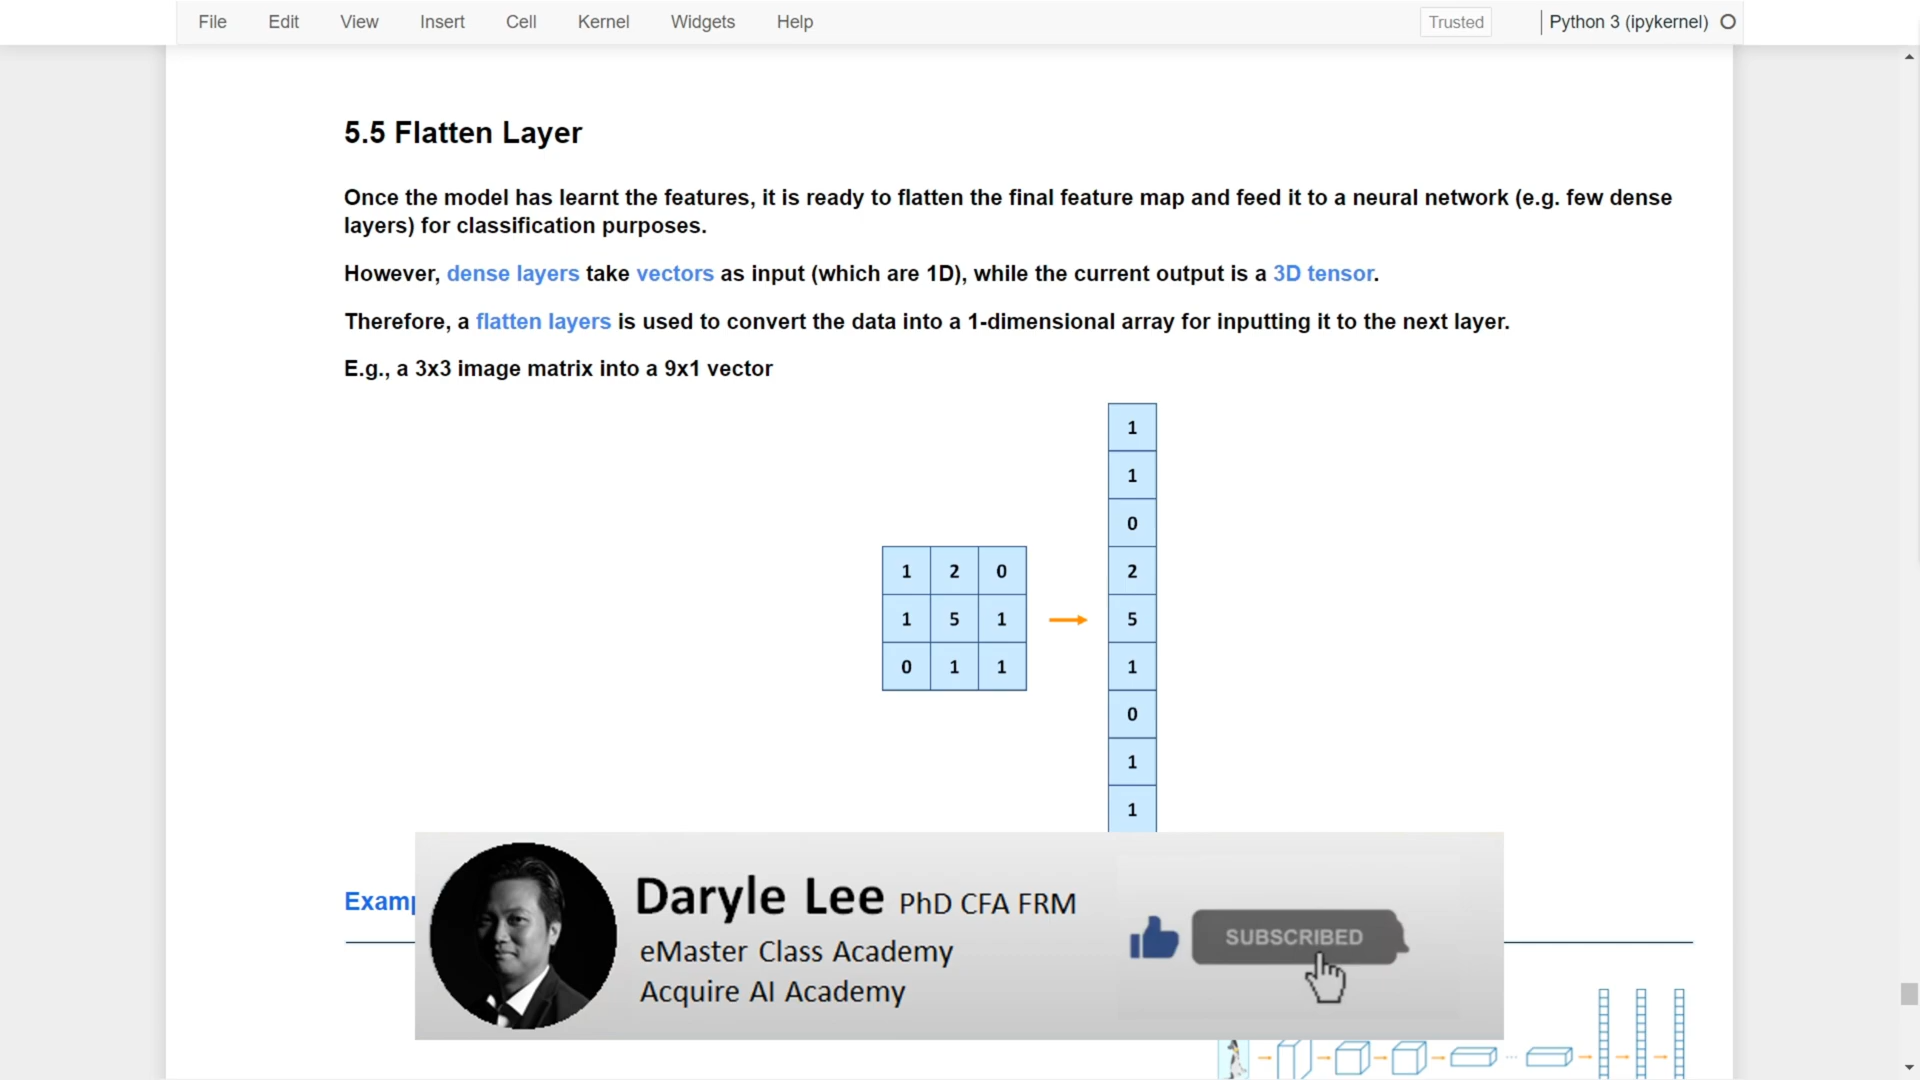 File Edit View Insert Cell Kernel Widgets Help Trusted Python 3 (ipykernel)
5.5 Flatten Layer
Once the model has learnt the features, it is ready to flatten the final feature map and feed it to a neural network (e.g. few dense
layers) for classification purposes.
However, dense layers take vectors as input (which are 1D), while the current output is a 3D tensor.
Therefore, a flatten layers is used to convert the data into a 1-dimensional array for inputting it to the next layer.
E.g., a 3x3 image matrix into a 9x1 vector
1 2 0
1 5 1
0 1 1
1
1
0
2
5
1
0
1
1
Daryle Lee PhD CFA FRM
eMaster Class Academy
Acquire AI Academy
SUBSCRIBED